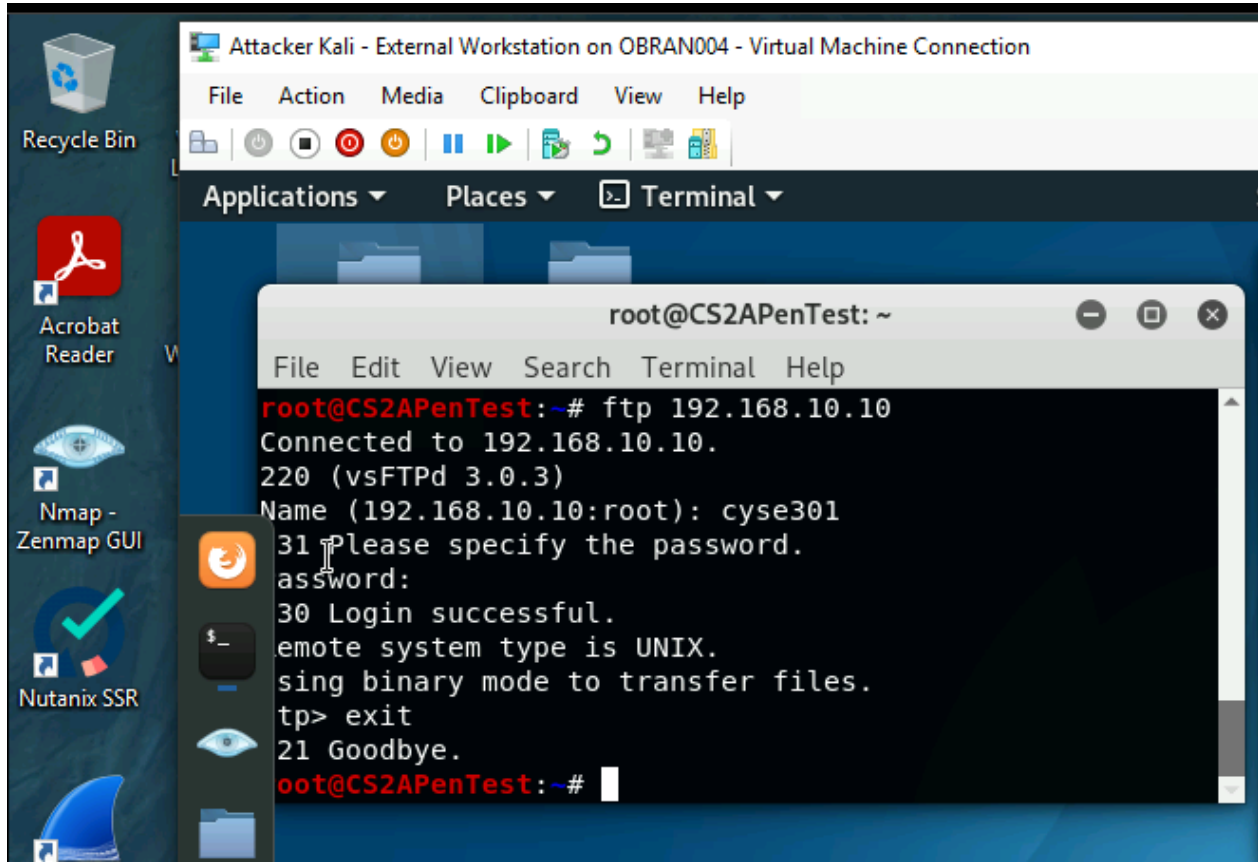 Attacker Kali - External Workstation on OBRAN004 - Virtual Machine Connection
File Action Media Clipboard View Help
Recycle Bin
Applications Places Terminal
Acrobat
Reader
root@CS2APenTest: ~
File Edit View Search Terminal Help
root@CS2APenTest:~# ftp 192.168.10.10
Connected to 192.168.10.10.
220 (vsFTPd 3.0.3)
Name (192.168.10.10:root): cyse301
31 Please specify the password.
assword:
30 Login successful.
emote system type is UNIX.
sing binary mode to transfer files.
tp> exit
21 Goodbye.
oot@CS2APenTest:~#
Nmap -
Zenmap GUI
$_
Nutanix SSR